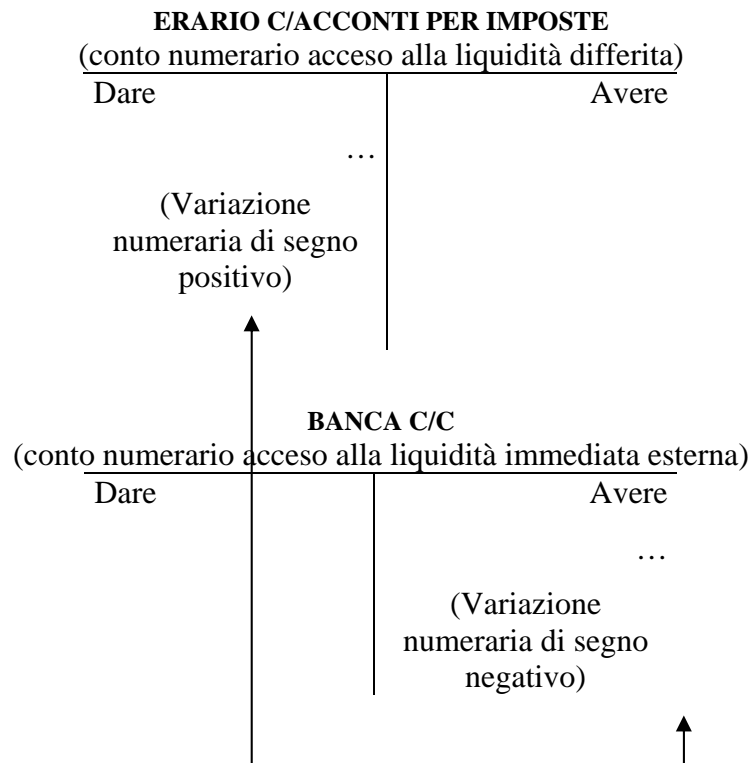 ERARIO C/ACCONTI PER IMPOSTE
(conto numerario acceso alla liquidità differita)
Dare Avere
…
(Variazione
numeraria di segno
positivo)
BANCA C/C
(conto numerario acceso alla liquidità immediata esterna)
Dare Avere
…
(Variazione
numeraria di segno
negativo)